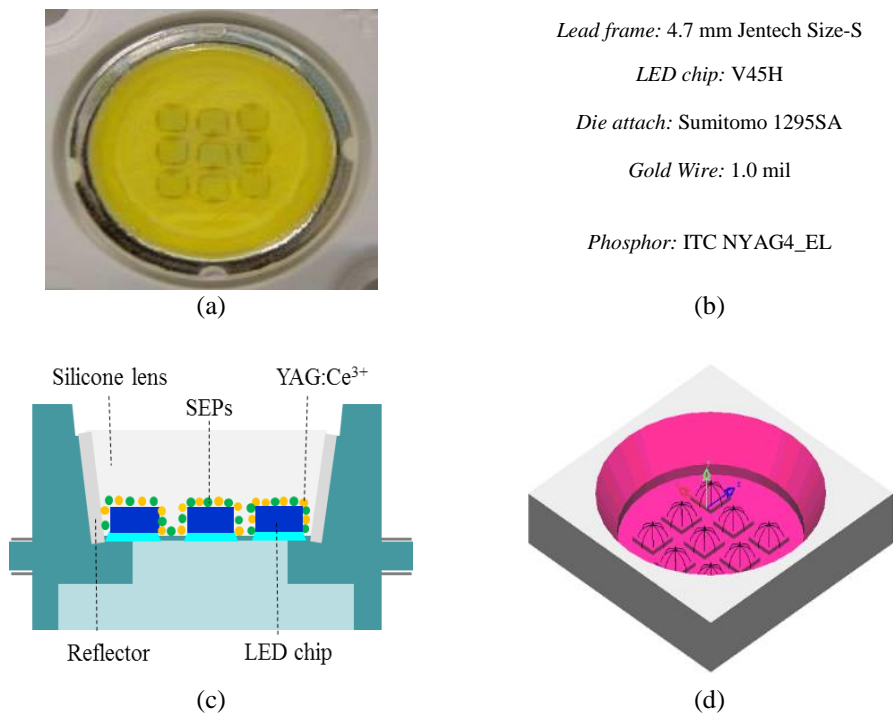 Lead frame: 4.7 mm Jentech Size-S
LED chip: V45H
Die attach: Sumitomo 1295SA
Gold Wire: 1.0 mil
Phosphor: ITC NYAG4_EL
(a)
(b)
Silicone lens
YAG:Ce³⁺
SEPs
Reflector
LED chip
(c)
(d)